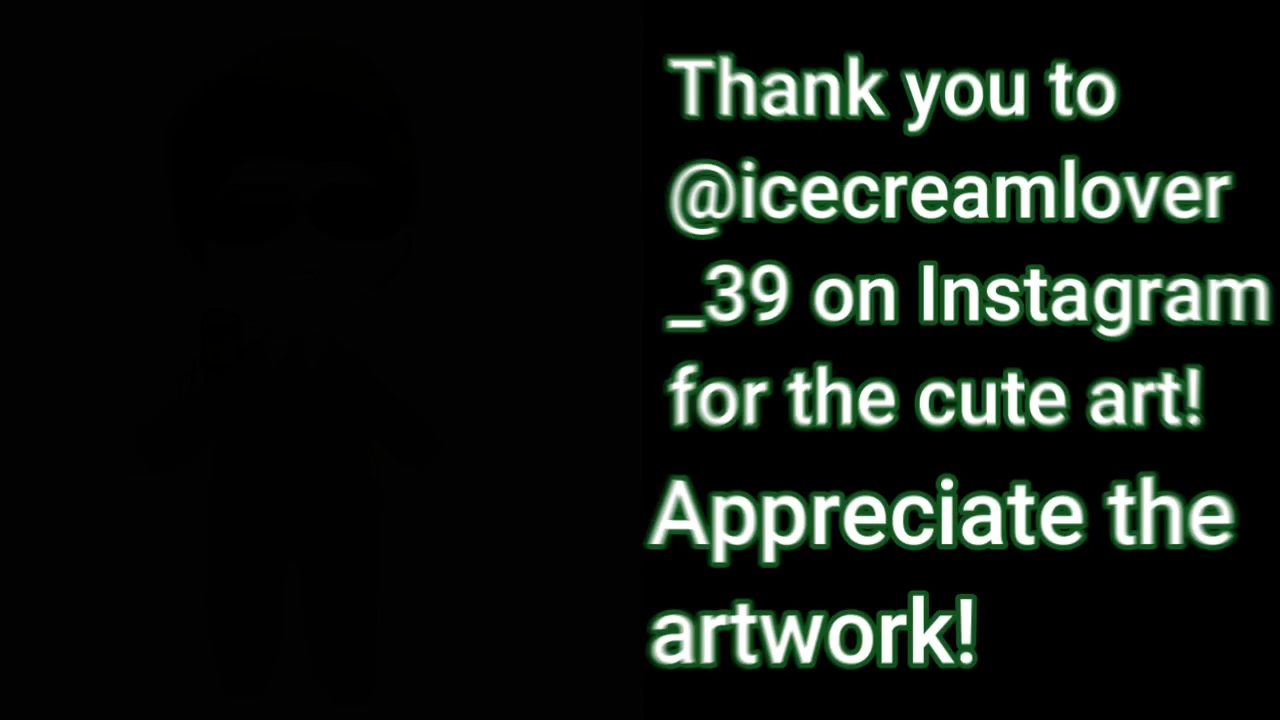 Thank you to
@icecreamlover
_39 on Instagram
for the cute art!
Appreciate the
artwork!